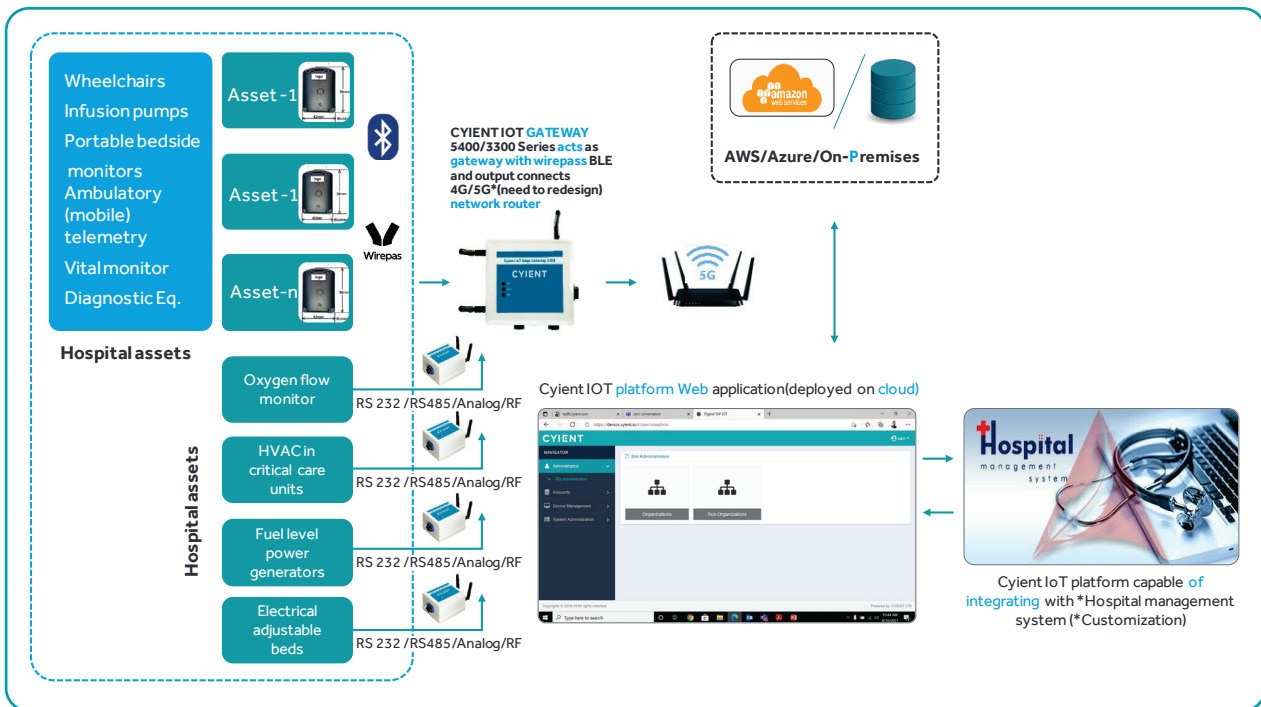 Wheelchairs
Infusion pumps
Portable bedside
monitors
Ambulatory
(mobile)
telemetry
Vital monitor
Diagnostic Eq.
Hospital assets
Asset-1
logo
42mm
Asset-1
logo
42mm
Asset-n
logo
42mm
Wirepas
CYIENT IOT GATEWAY
5400/3300 Series acts as
gateway with wirepass BLE
and output connects
4G/5G*(need to redesign)
network router
CYIENT
5G
amazon
web services
AWS/Azure/On-Premises
Hospital assets
Oxygen flow
monitor
RS 232 /RS485/Analog/RF
HVAC in
critical care
units
RS 232 /RS485/Analog/RF
Fuel level
power
generators
RS 232 /RS485/Analog/RF
Electrical
adjustable
beds
RS 232 /RS485/Analog/RF
Cyient IOT platform Web application(deployed on cloud)
CYIENT
NAVIGATOR
Administration
Site Administration
Accounts
Device Management
System Administration
Site Administration
Organizations
Sub Organizations
Type here to search
Hospital
management
system
Cyient IoT platform capable of
integrating with *Hospital management
system (*Customization)